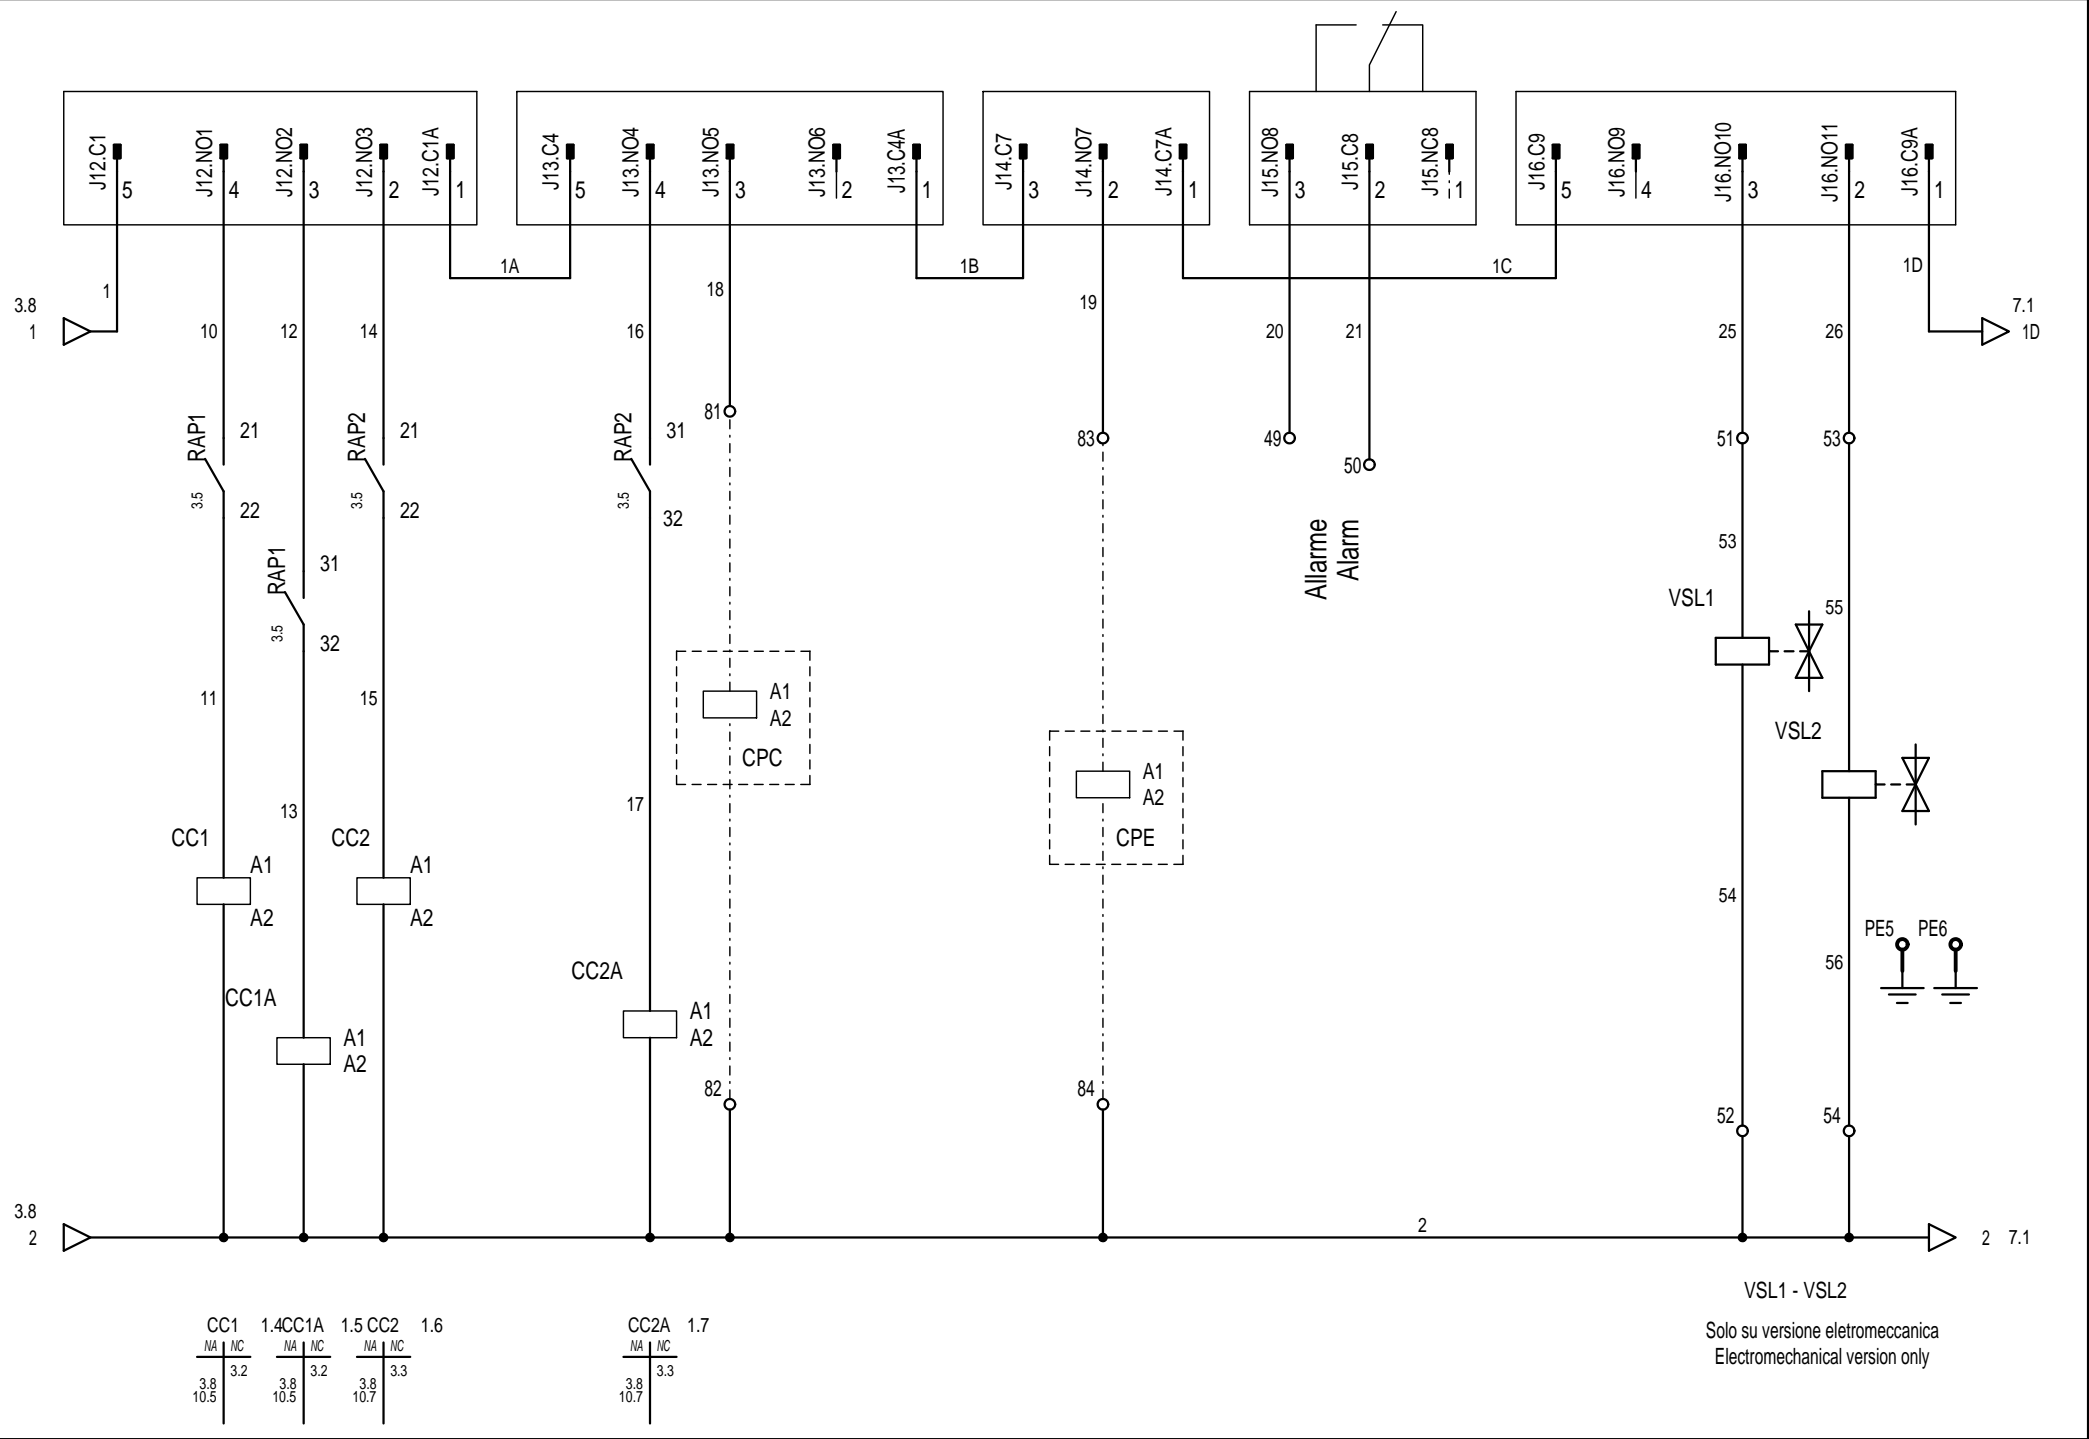 J12.C1
5
J12.NO1
4
J12.NO2
3
J12.NO3
2
J12.C1A
1
J13.C4
5
J13.NO4
4
J13.NO5
3
J13.NO6
2
J13.C4A
1
J14.C7
3
J14.NO7
2
J14.C7A
1
J15.NO8
3
J15.C8
2
J15.NC8
1
J16.C9
5
J16.NO9
4
J16.NO10
3
J16.NO11
2
J16.C9A
1
1A
1B
1C
1D
3.8
1
1
10
12
14
16
18
19
20
21
25
26
7.1
1D
RAP1
21
22
3.5
RAP2
21
22
3.5
RAP2
31
32
3.5
81
83
49
50
51
53
Allarme
Alarm
RAP1
31
32
3.5
53
55
VSL1
VSL2
11
15
13
17
A1
A2
CPC
A1
A2
CPE
CC1
A1
A2
CC2
A1
A2
CC1A
A1
A2
CC2A
A1
A2
54
56
PE5
PE6
82
84
52
54
3.8
2
2
2 7.1
VSL1 - VSL2
Solo su versione eletromeccanica
Electromechanical version only
CC1 1.4
NA NC
3.2
3.8
10.5
CC1A 1.5
NA NC
3.2
3.8
10.5
CC2 1.6
NA NC
3.3
3.8
10.7
CC2A 1.7
NA NC
3.3
3.8
10.7